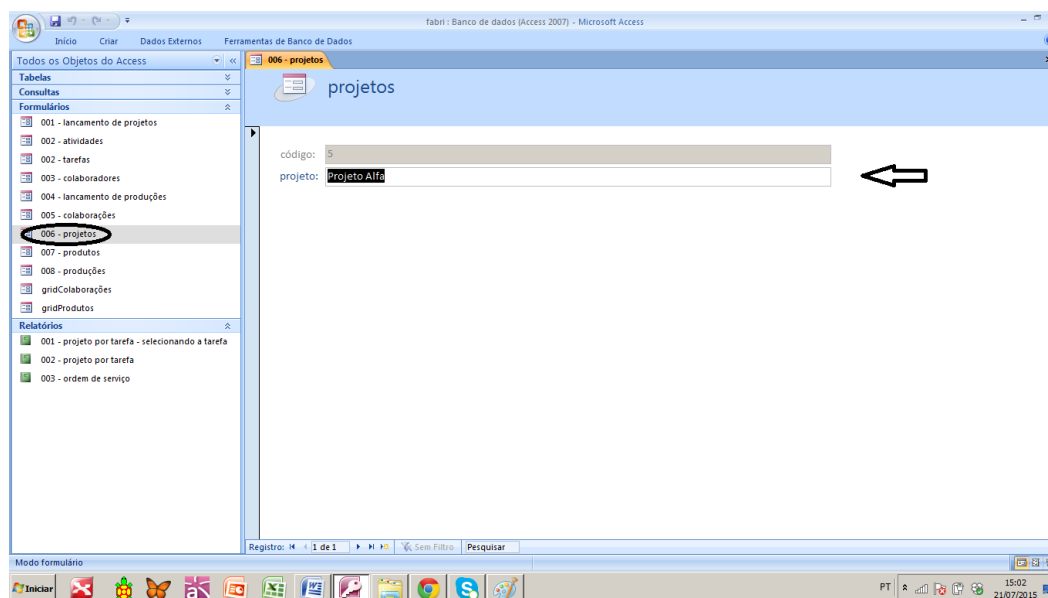 fabri : Banco de dados (Access 2007) - Microsoft Access
Início Criar Dados Externos Ferramentas de Banco de Dados
Todos os Objetos do Access
Tabelas
Consultas
Formulários
001 - lancamento de projetos
002 - atividades
002 - tarefas
003 - colaboradores
004 - lancamento de produções
005 - colaborações
006 - projetos
007 - produtos
008 - produções
gridColaborações
gridProdutos
Relatórios
001 - projeto por tarefa - selecionando a tarefa
002 - projeto por tarefa
003 - ordem de serviço
006 - projetos
projetos
código: 5
projeto: Projeto Alfa
Registro: 1 de 1 Sem Filtro Pesquisar
Modo formulário
Iniciar
PT
15:02
21/07/2015